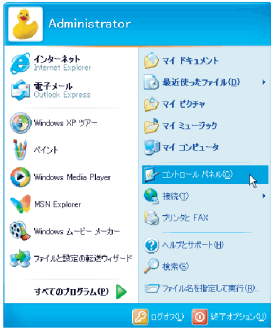 Administrator
インターネット
Internet Explorer
電子メール
Outlook Express
Windows XP ツアー
ペイント
Windows Media Player
MSN Explorer
Windows ムービー メーカー
ファイルと設定の転送ウィザード
すべてのプログラム(P)
マイ ドキュメント
最近使ったファイル(D)
マイ ピクチャ
マイ ミュージック
マイ コンピュータ
コントロール パネル(C)
接続(T)
プリンタと FAX
ヘルプとサポート(H)
検索(S)
ファイル名を指定して実行(R)...
ログオフ(L)
終了オプション(U)